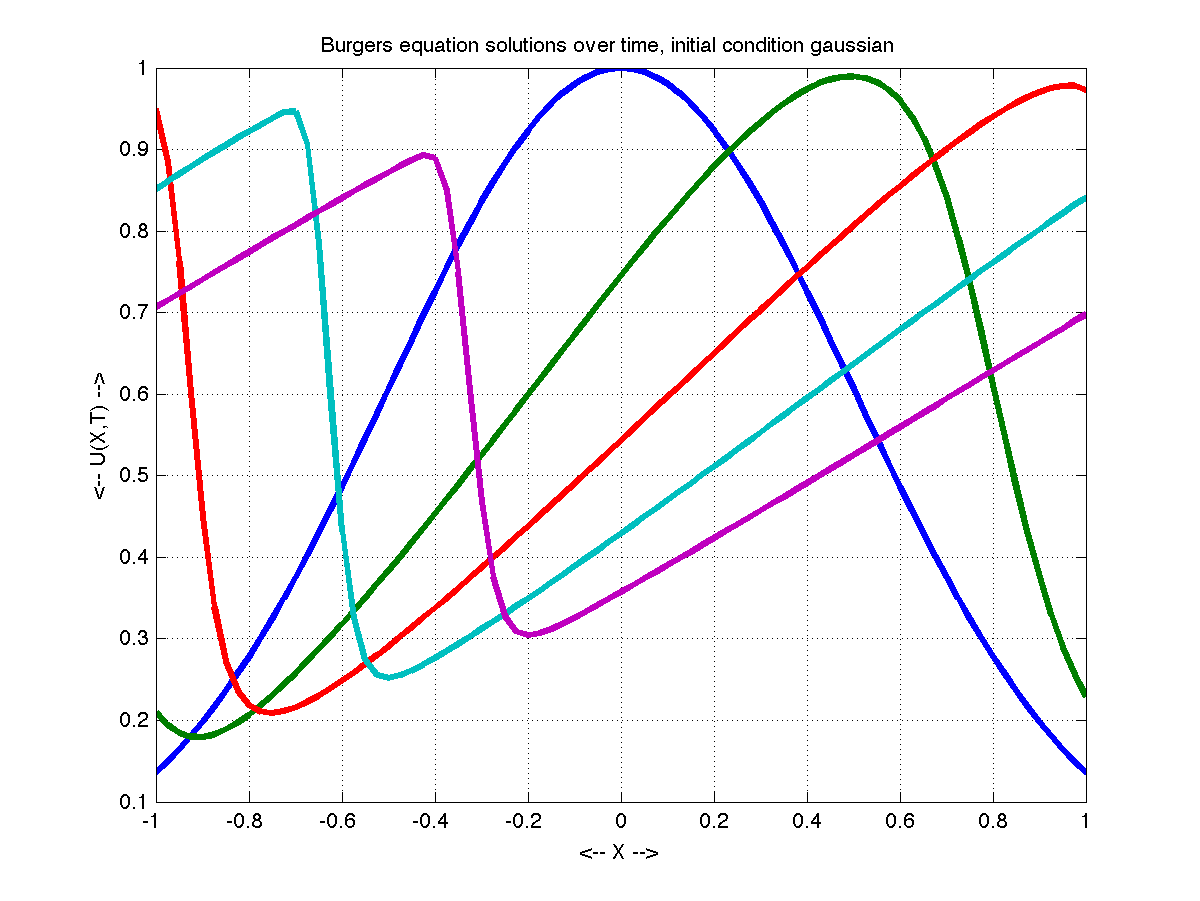 Burgers equation solutions over time, initial condition gaussian
<-- U(X,T) -->
1
0.9
0.8
0.7
0.6
0.5
0.4
0.3
0.2
0.1
-1 -0.8 -0.6 -0.4 -0.2 0 0.2 0.4 0.6 0.8 1
<-- X -->